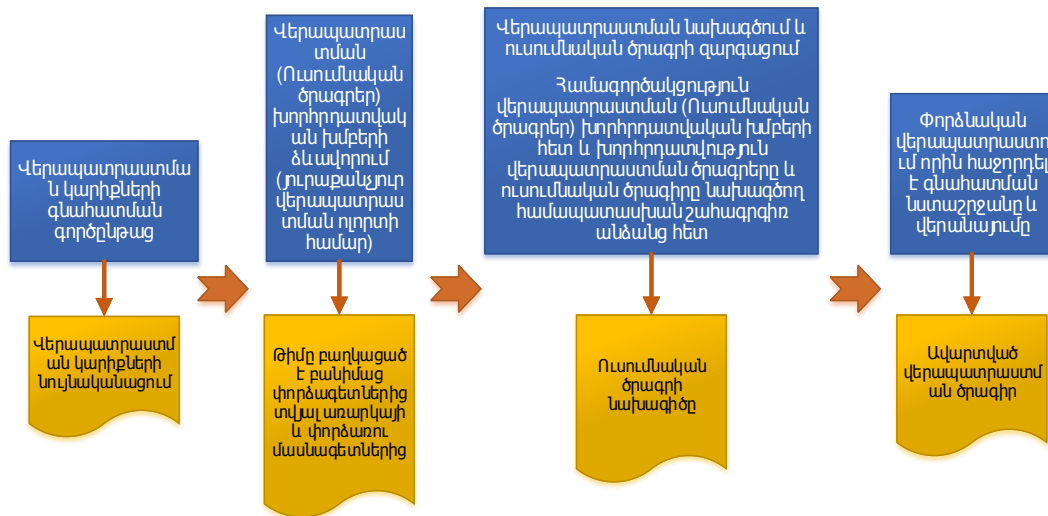 Վերապատրաստմա
ն կարիքների
գնահատման
գործընթաց
Վերապատրաս
տման
(Ուսումնական
ծրագրեր)
խորհրդատվակ
ան խմբերի
ձևավորում
(յուրաքանչյուր
վերապատրաս
տման ոլորտի
համար)
Վերապատրաստման նախագծում և
ուսումնական ծրագրի զարգացում
Համագործակցություն
վերապատրաստման (Ուսումնական
ծրագրեր) խորհրդատվական խմբերի
հետ և խորհրդատվություն
վերապատրաստման ծրագրերը և
ուսումնական ծրագիրը նախագծող
համապատասխան շահագրգիռ
անձանց հետ
Փորձնական
վերապատրաստո
ւմ որին հաջորդել
է գնահատման
նստաշրջանը և
վերանայումը
Վերապատրաստմ
ան կարիքների
նույնականացում
Թիմը բաղկացած
է բանիմաց
փորձագետներից
տվյալ առարկայի
և փորձառու
մասնագետներից
Ուսումնական
ծրագրի
նախագիծը
Ավարտված
վերապատրաստմ
ան ծրագիր